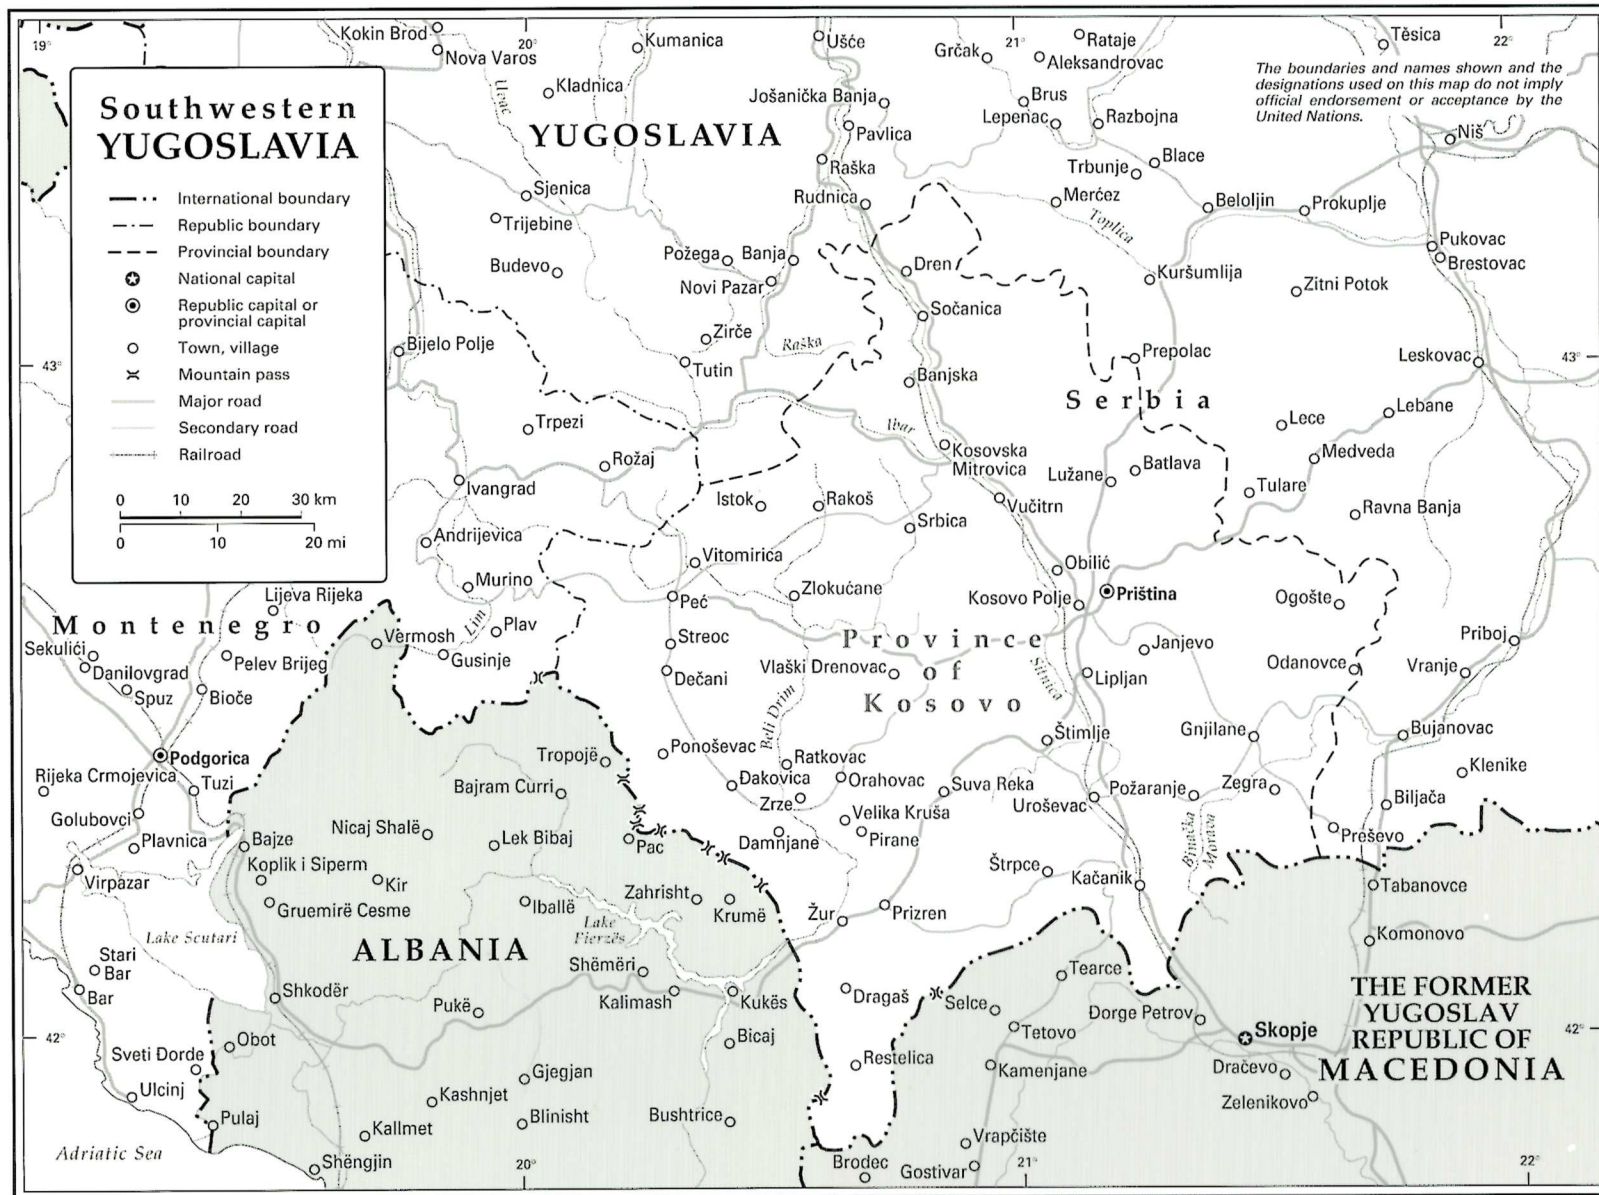 Southwestern
YUGOSLAVIA
International boundary
Republic boundary
Provincial boundary
National capital
Republic capital or
provincial capital
Town, village
Mountain pass
Major road
Secondary road
Railroad
0 10 20 30 km
0 10 20 mi
The boundaries and names shown and the
designations used on this map do not imply
official endorsement or acceptance by the
United Nations.
19°
20°
21°
22°
Kokin Brod
Nova Varos
Kumanica
Ušće
Grčak
Rataje
Aleksandrovac
Tĕsica
Uvac
Kladnica
Jošanička Banja
Brus
Lepenac
Razbojna
YUGOSLAVIA
Pavlica
Niš
Raška
Trbunje
Blace
Sjenica
Rudnica
Merćez
Beloljin
Prokuplje
Trijebine
Toplica
Požega
Banja
Pukovac
Brestovac
Budevo
Dren
Novi Pazar
Kuršumlija
Zitni Potok
Sočanica
Zirče
Raška
Bijelo Polje
Prepolac
Leskovac
43°
43°
Tutin
Banjska
Serbia
Lebane
Lece
Trpezi
Ibar
Kosovska
Mitrovica
Medveda
Rožaj
Lužane
Batlava
Ivangrad
Tulare
Istok
Rakoš
Vučitrn
Ravna Banja
Srbica
Andrijevica
Vitomirica
Obilić
Murino
Zlokućane
Lijeva Rijeka
Peć
Kosovo Polje
Priština
Ogošte
Montenegro
Lim
Plav
Vermosh
Streoc
Province
of
Kosovo
Janjevo
Priboj
Sekulići
Danilovgrad
Pelev Brijeg
Gusinje
Vlaški Drenovac
Sitnica
Odanovce
Vranje
Spuz
Bioče
Dečani
Lipljan
Beli Drim
Štimlje
Gnjilane
Bujanovac
Podgorica
Tropojë
Ponoševac
Ratkovac
Klenike
Rijeka Crnojevica
Tuzi
Bajram Curri
Đakovica
Orahovac
Suva Reka
Požaranje
Zegra
Zrze
Uroševac
Biljača
Golubovci
Nicaj Shalë
Velika Kruša
Plavnica
Bajze
Lek Bibaj
Pac
Damnjane
Pirane
Binačka
Morava
Preševo
Koplik i Siperm
Štrpce
Virpazar
Kir
Kačanik
Tabanovce
Zahrisht
Gruemirë Cesme
Iballë
Krumë
Žur
Prizren
Lake
Fierzës
Lake Scutari
ALBANIA
Komonovo
Stari
Bar
Shëmëri
Tearce
Bar
Shkodër
Kalimash
Kukës
Dragaš
Selce
THE FORMER
YUGOSLAV
REPUBLIC OF
MACEDONIA
Pukë
Đorge Petrov
42°
42°
Obot
Bicaj
Tetovo
Skopje
Sveti Đorde
Restelica
Kamenjane
Dračevo
Gjegjan
Ulcinj
Kashnjet
Zelenikovo
Pulaj
Kallmet
Blinisht
Bushtrice
Vrapčište
Adriatic Sea
Shëngjin
Brodec
Gostivar
20°
21°
22°